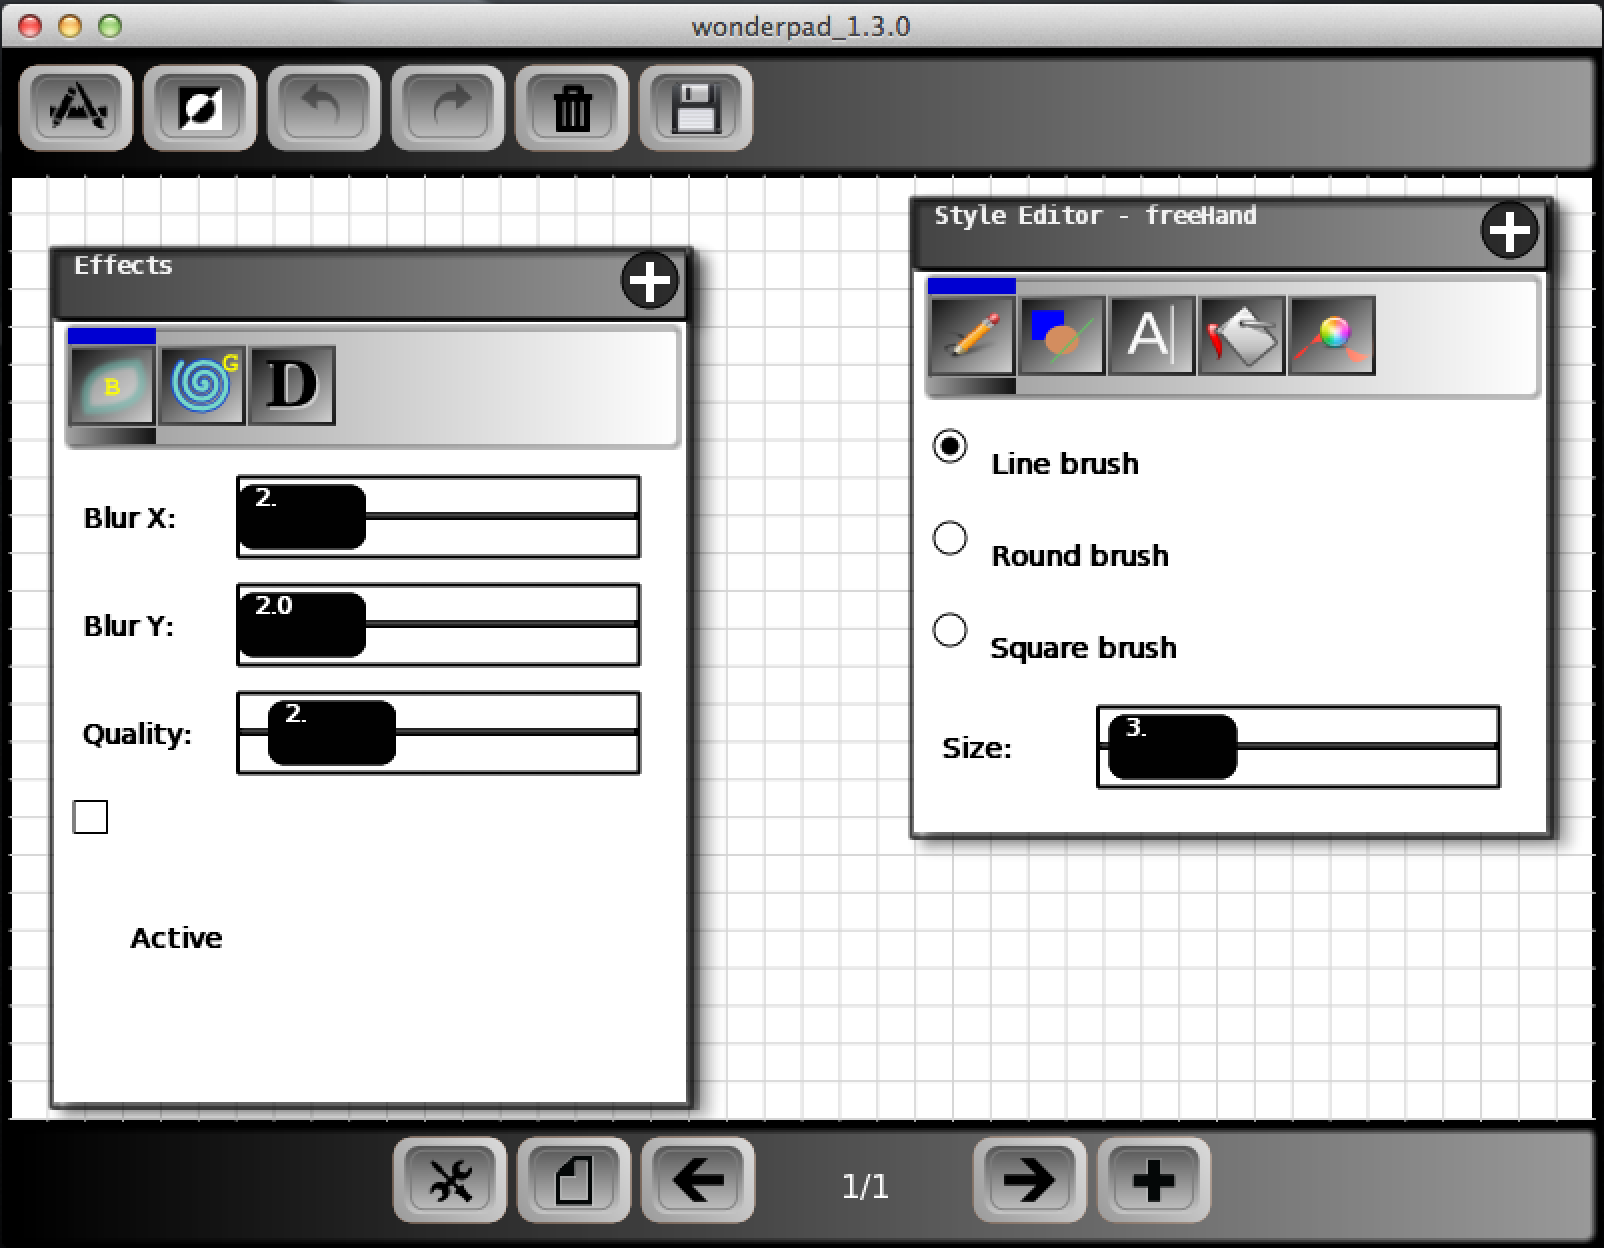 wonderpad_1.3.0
Effects
B
G
D
Blur X:
2.
Blur Y:
2.0
Quality:
2.
Active
Style Editor - freeHand
A
Line brush
Round brush
Square brush
Size:
3.
1/1